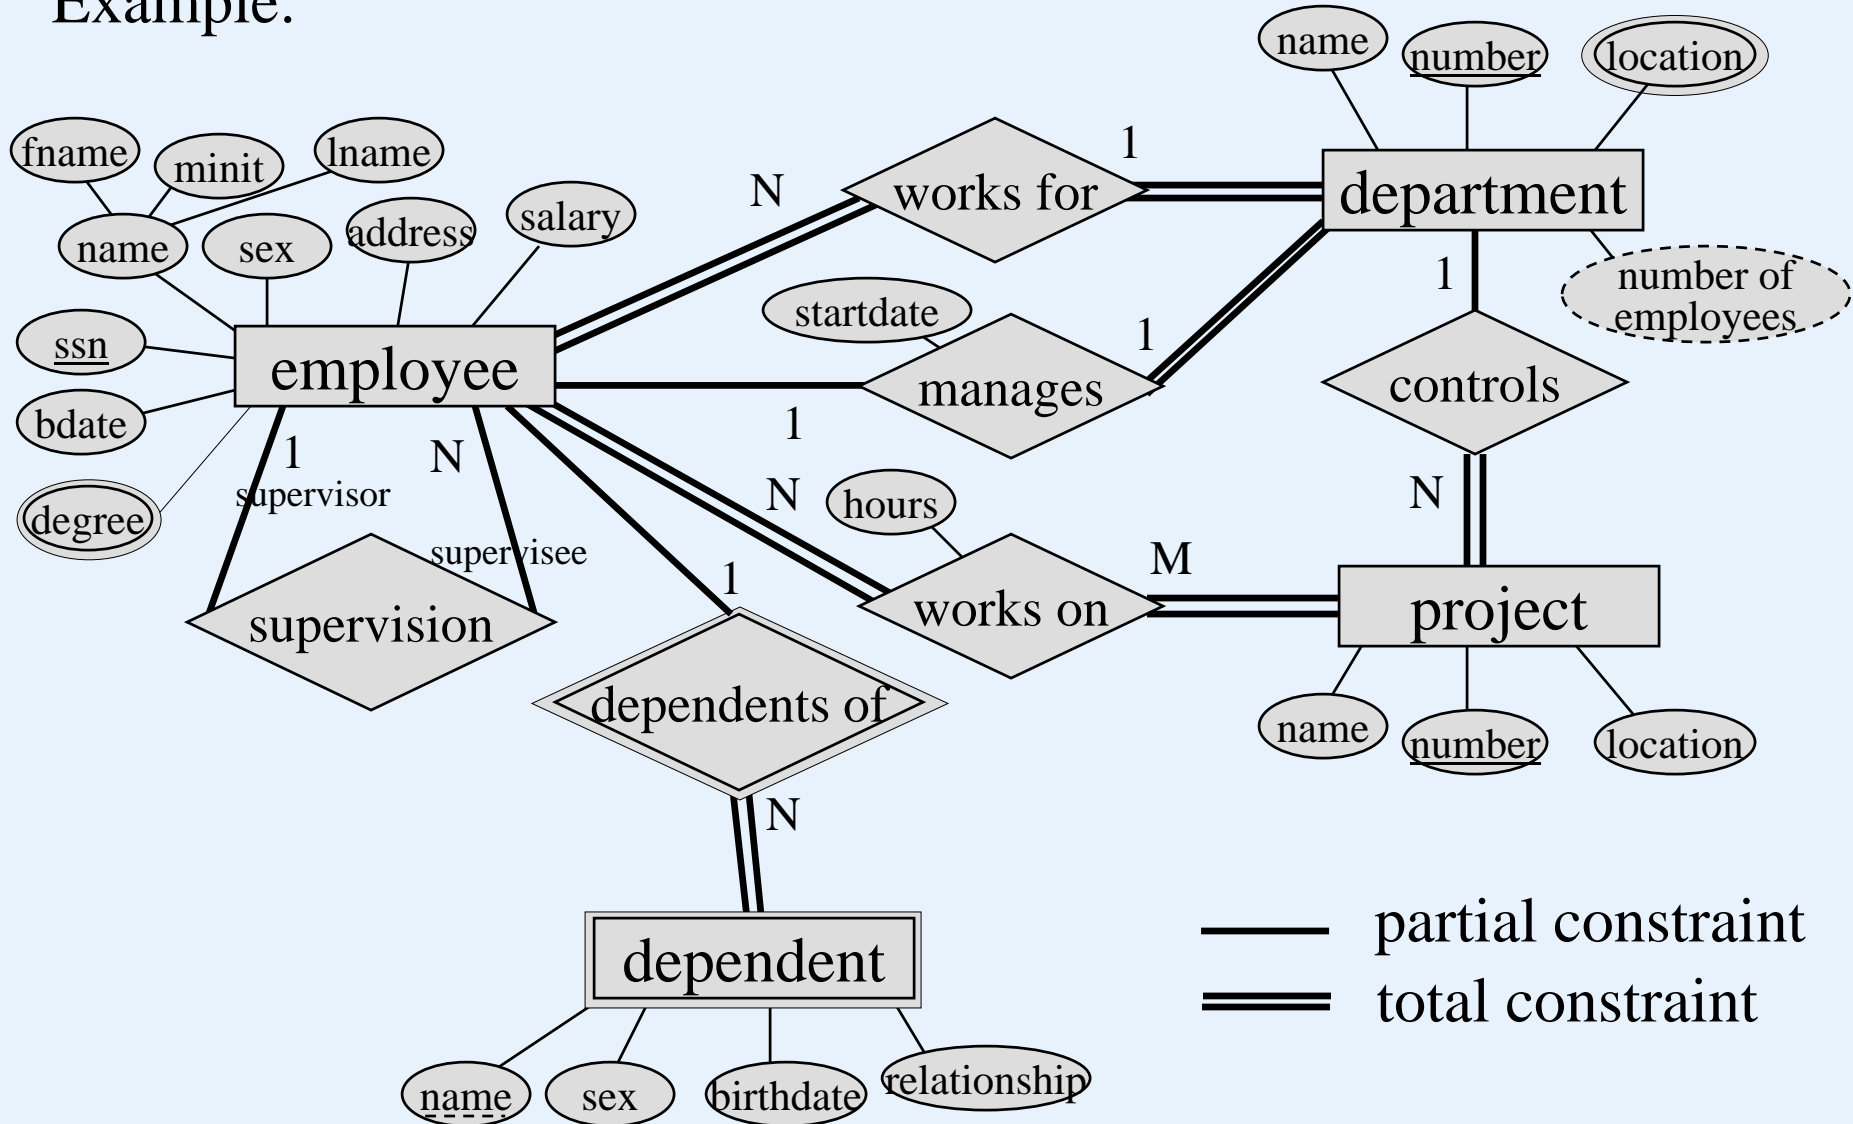 Example:
name
number
location
fname
minit
lname
name
sex
address
salary
N
works for
1
department
ssn
employee
startdate
1
manages
1
1
number of
employees
controls
bdate
1
N
supervisor
degree
supervisee
supervision
N
hours
1
works on
M
N
project
dependents of
name
number
location
N
dependent
partial constraint
total constraint
name
sex
birthdate
relationship